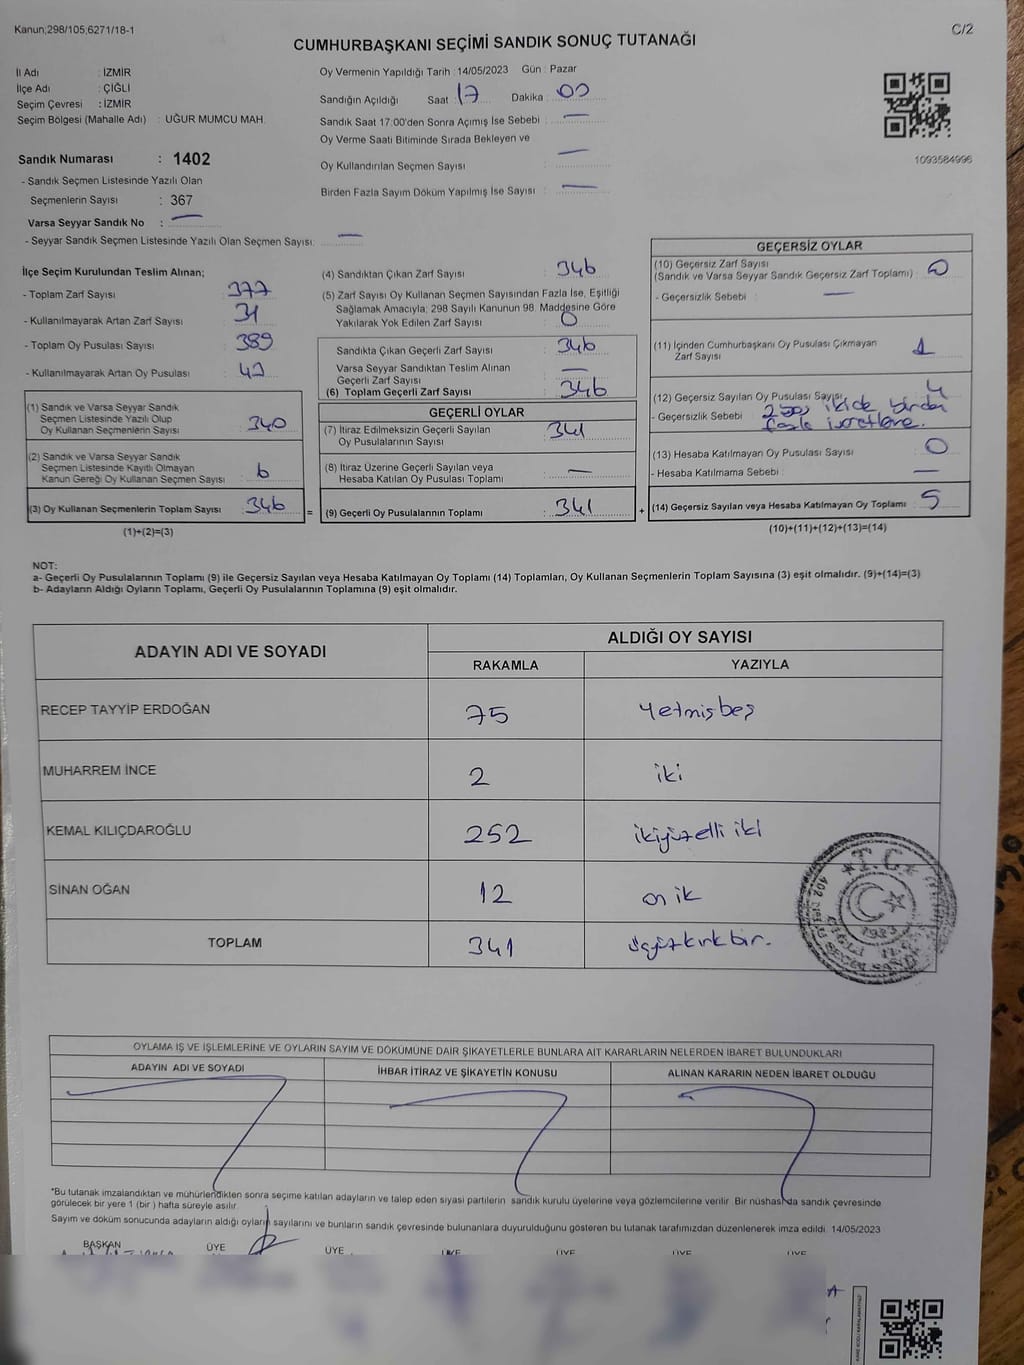 Kanun;298/105;6271/18-1
C/2
CUMHURBAŞKANI SEÇİMİ SANDIK SONUÇ TUTANAĞI
İl Adı : İZMİR
İlçe Adı : ÇİĞLİ
Seçim Çevresi : İZMİR
Seçim Bölgesi (Mahalle Adı) : UĞUR MUMCU MAH.
Sandık Numarası : 1402
- Sandık Seçmen Listesinde Yazılı Olan
Seçmenlerin Sayısı : 367
Varsa Seyyar Sandık No : —
- Seyyar Sandık Seçmen Listesinde Yazılı Olan Seçmen Sayısı: —
Oy Vermenin Yapıldığı Tarih : 14/05/2023 Gün : Pazar
Sandığın Açıldığı Saat 17 Dakika 00
Sandık Saat 17:00'den Sonra Açımış İse Sebebi : —
Oy Verme Saati Bitiminde Sırada Bekleyen ve
Oy Kullandırılan Seçmen Sayısı : —
Birden Fazla Sayım Döküm Yapılmış İse Sayısı : —
1093584996
İlçe Seçim Kurulundan Teslim Alınan;
- Toplam Zarf Sayısı : 377
- Kullanılmayarak Artan Zarf Sayısı : 31
- Toplam Oy Pusulası Sayısı : 389
- Kullanılmayarak Artan Oy Pusulası : 43
(1) Sandık ve Varsa Seyyar Sandık
Seçmen Listesinde Yazılı Olup
Oy Kullanan Seçmenlerin Sayısı : 340
(2) Sandık ve Varsa Seyyar Sandık
Seçmen Listesinde Kayıtlı Olmayan
Kanun Gereği Oy Kullanan Seçmen Sayısı : 6
(3) Oy Kullanan Seçmenlerin Toplam Sayısı : 346
(1)+(2)=(3)
=
(4) Sandıktan Çıkan Zarf Sayısı : 346
(5) Zarf Sayısı Oy Kullanan Seçmen Sayısından Fazla İse, Eşitliği
Sağlamak Amacıyla; 298 Sayılı Kanunun 98. Maddesine Göre
Yakılarak Yok Edilen Zarf Sayısı : 0
Sandıkta Çıkan Geçerli Zarf Sayısı : 346
Varsa Seyyar Sandıktan Teslim Alınan
Geçerli Zarf Sayısı : —
(6) Toplam Geçerli Zarf Sayısı : 346
GEÇERLİ OYLAR
(7) İtiraz Edilmeksizin Geçerli Sayılan
Oy Pusulalarının Sayısı : 341
(8) İtiraz Üzerine Geçerli Sayılan veya
Hesaba Katılan Oy Pusulası Toplamı : —
(9) Geçerli Oy Pusulalarının Toplamı : 341
+
GEÇERSİZ OYLAR
(10) Geçersiz Zarf Sayısı
(Sandık ve Varsa Seyyar Sandık Geçersiz Zarf Toplamı) : 0
- Geçersizlik Sebebi : —
(11) İçinden Cumhurbaşkanı Oy Pusulası Çıkmayan
Zarf Sayısı : 1
(12) Geçersiz Sayılan Oy Pusulası Sayısı : 4
- Geçersizlik Sebebi : 2 boş ikide birden
fazla işaretleme.
(13) Hesaba Katılmayan Oy Pusulası Sayısı : 0
- Hesaba Katılmama Sebebi : —
(14) Geçersiz Sayılan veya Hesaba Katılmayan Oy Toplamı : 5
(10)+(11)+(12)+(13)=(14)
NOT:
a- Geçerli Oy Pusulalarının Toplamı (9) ile Geçersiz Sayılan veya Hesaba Katılmayan Oy Toplamı (14) Toplamları, Oy Kullanan Seçmenlerin Toplam Sayısına (3) eşit olmalıdır. (9)+(14)=(3)
b- Adayların Aldığı Oyların Toplamı, Geçerli Oy Pusulalarının Toplamına (9) eşit olmalıdır.
ADAYIN ADI VE SOYADI
ALDIĞI OY SAYISI
RAKAMLA YAZIYLA
RECEP TAYYİP ERDOĞAN 75 Yetmişbeş
MUHARREM İNCE 2 iki
KEMAL KILIÇDAROĞLU 252 ikiyüzelli iki
SİNAN OĞAN 12 on ik
TOPLAM 341 üçyüzkırk bir.
T.C.
1923
OYLAMA İŞ VE İŞLEMLERİNE VE OYLARIN SAYIM VE DÖKÜMÜNE DAİR ŞİKAYETLERLE BUNLARA AİT KARARLARIN NELERDEN İBARET BULUNDUKLARI
ADAYIN ADI VE SOYADI İHBAR İTİRAZ VE ŞİKAYETİN KONUSU ALINAN KARARIN NEDEN İBARET OLDUĞU
*Bu tutanak imzalandıktan ve mühürlendikten sonra seçime katılan adayların ve talep eden siyasi partilerin sandık kurulu üyelerine veya gözlemcilerine verilir. Bir nüshası da sandık çevresinde
görülecek bir yere 1 (bir) hafta süreyle asılır.
Sayım ve döküm sonucunda adayların aldığı oyların sayılarını ve bunların sandık çevresinde bulunanlara duyurulduğunu gösteren bu tutanak tarafımızdan düzenlenerek imza edildi. 14/05/2023
BAŞKAN ÜYE ÜYE ÜYE ÜYE ÜYE ÜYE